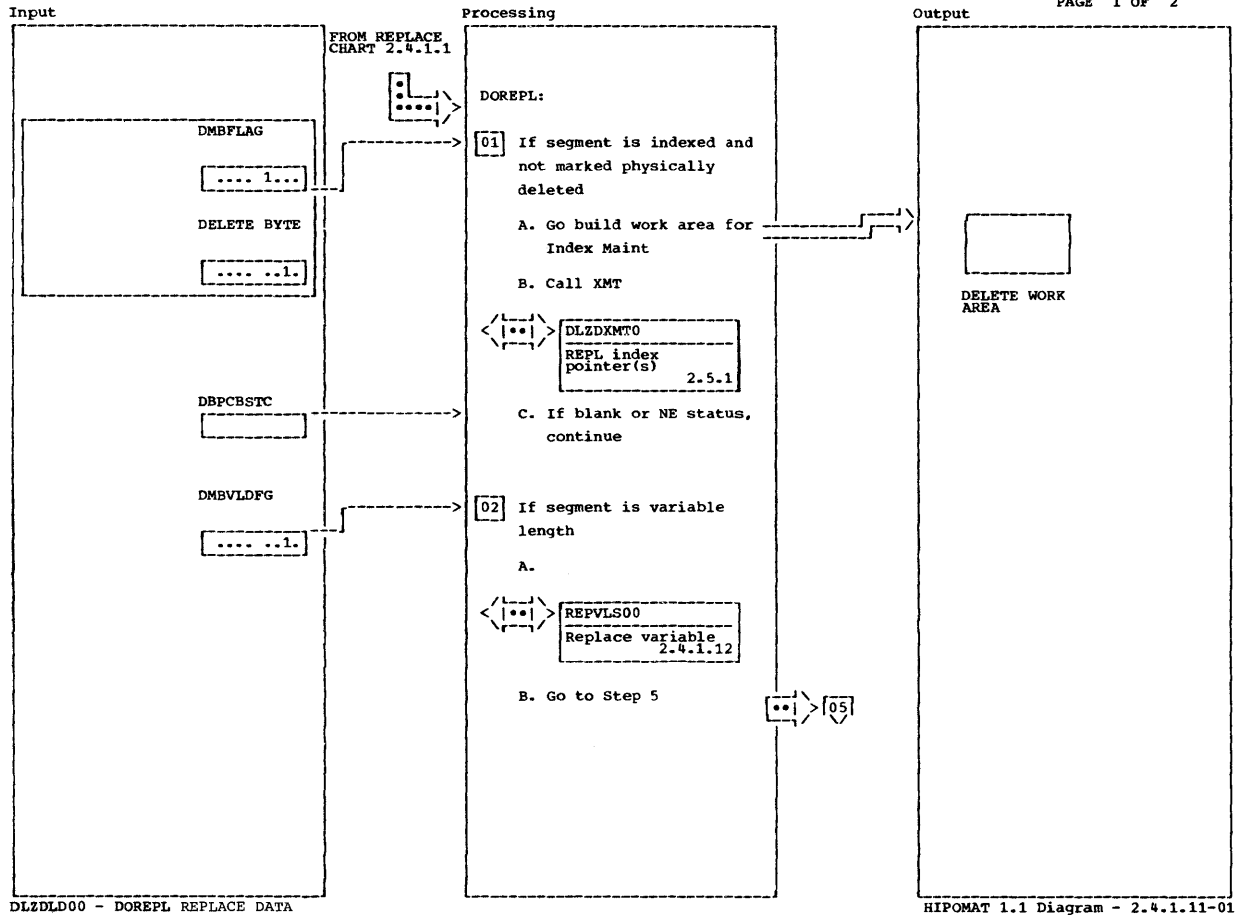 PAGE 1 OF 2
Input
Processing
Output
FROM REPLACE
CHART 2.4.1.1
DOREPL:
DMBFLAG
.... 1...
01 If segment is indexed and
not marked physically
deleted
DELETE BYTE
.... ..1.
A. Go build work area for
Index Maint
B. Call XMT
DELETE WORK
AREA
DLZDXMT0
REPL index
pointer(s)
2.5.1
DBPCBSTC
C. If blank or NE status,
continue
DMBVLDFG
.... ..1.
02 If segment is variable
length
A.
REPVLS00
Replace variable
2.4.1.12
B. Go to Step 5
05
DLZDLD00 - DOREPL REPLACE DATA
HIPOMAT 1.1 Diagram - 2.4.1.11-01